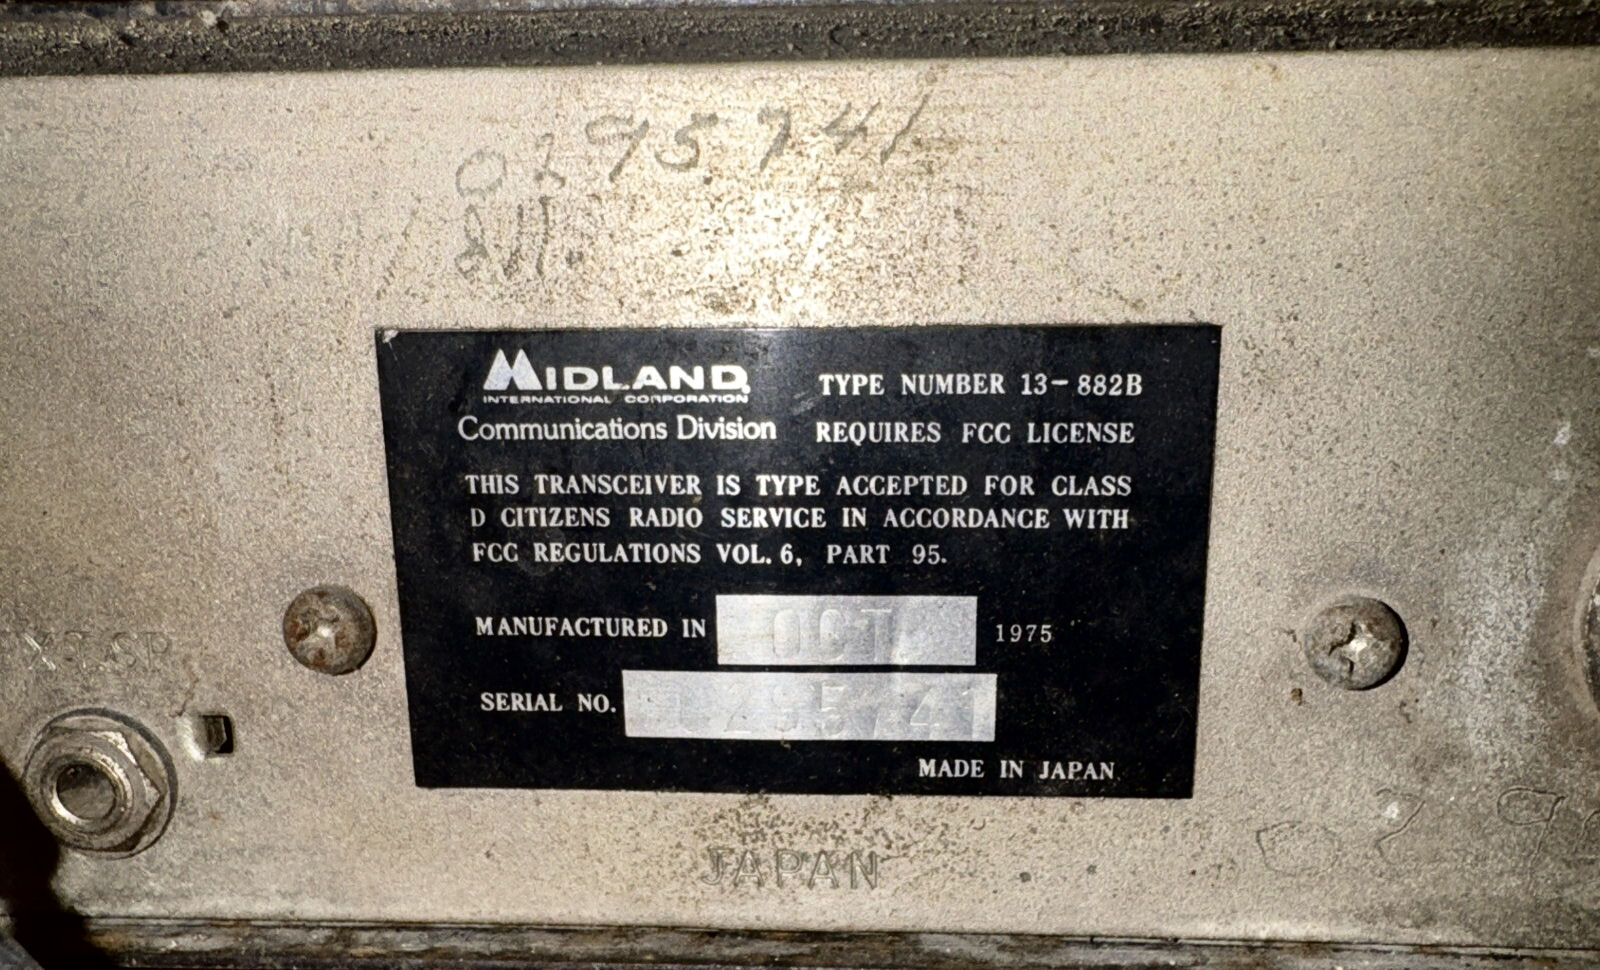 0295741
MIDLAND
INTERNATIONAL CORPORATION
Communications Division
TYPE NUMBER 13-882B
REQUIRES FCC LICENSE
THIS TRANSCEIVER IS TYPE ACCEPTED FOR CLASS
D CITIZENS RADIO SERVICE IN ACCORDANCE WITH
FCC REGULATIONS VOL. 6, PART 95.
MANUFACTURED IN OCT. 1975
SERIAL NO. 0295741
MADE IN JAPAN
JAPAN